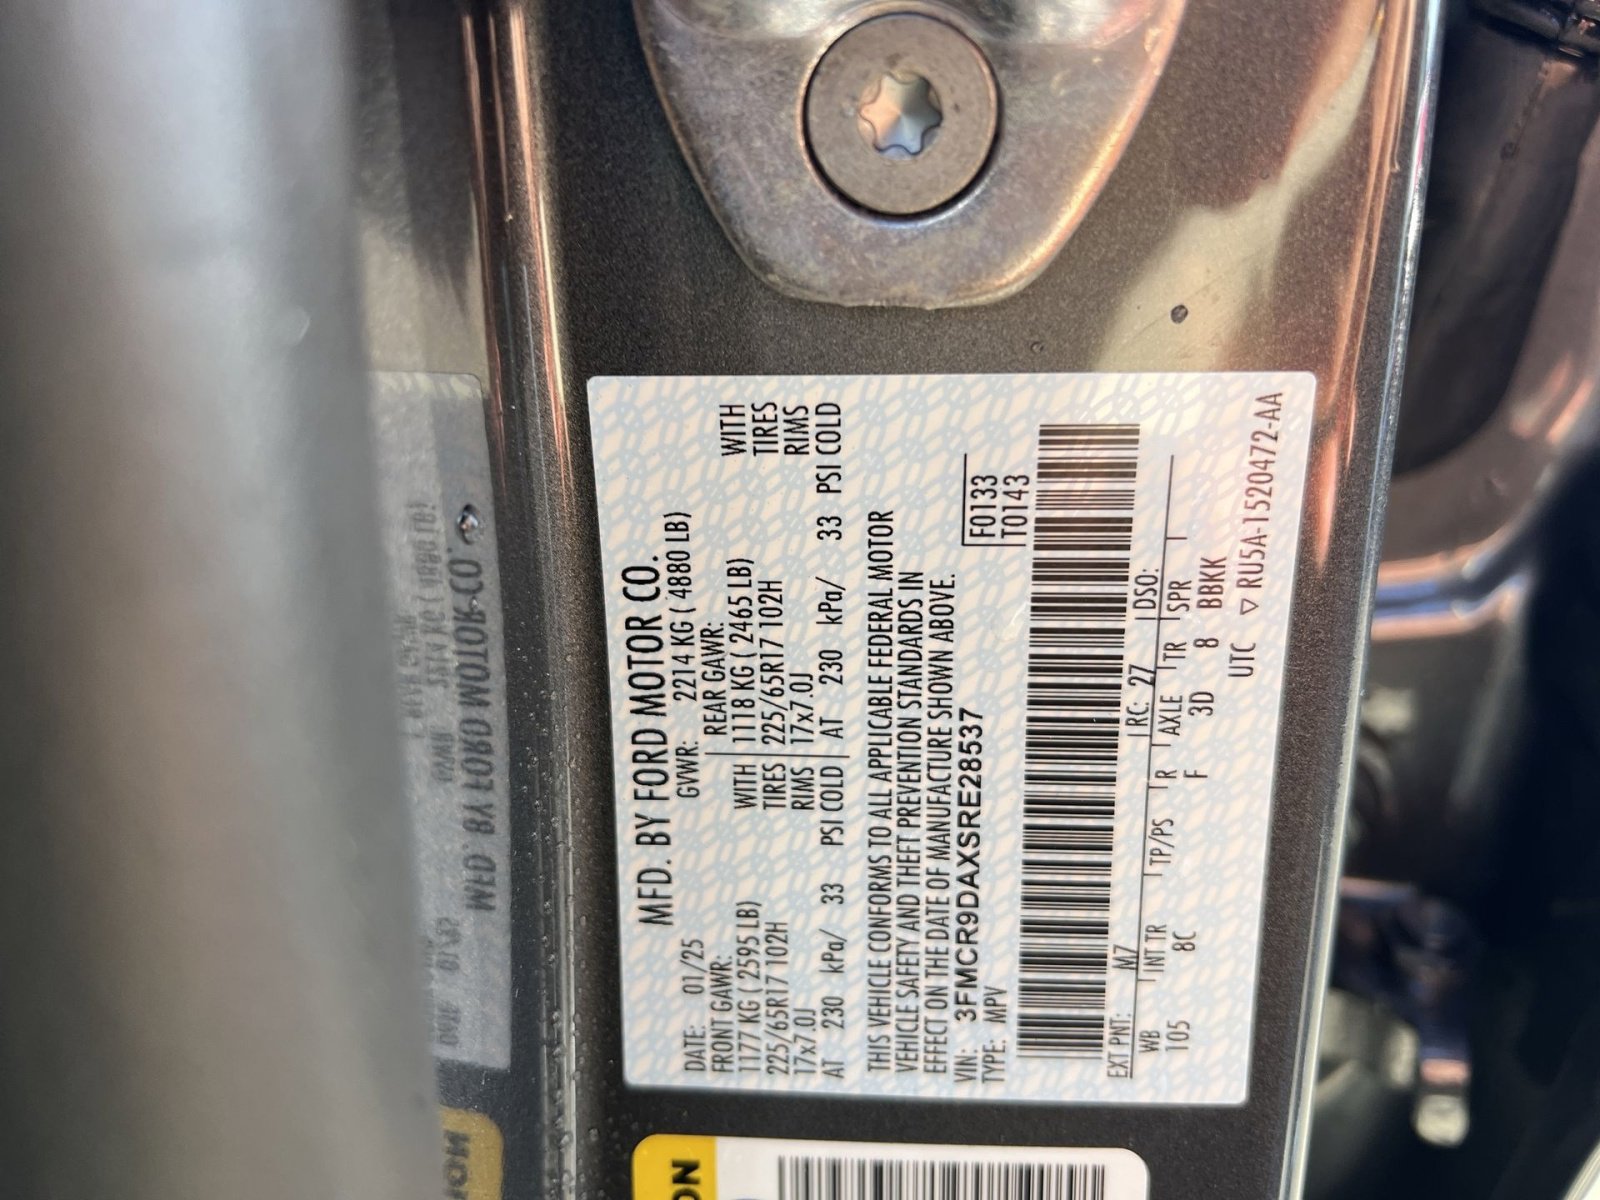 MFD. BY FORD MOTOR CO.
DATE: 01/25 GVWR: 2214 KG ( 4880 LB)
FRONT GAWR: REAR GAWR:
1177 KG ( 2595 LB) WITH 1118 KG ( 2465 LB) WITH
225/65R17 102H TIRES 225/65R17 102H TIRES
17x7.0J RIMS 17x7.0J RIMS
AT 230 kPa/ 33 PSI COLD AT 230 kPa/ 33 PSI COLD
THIS VEHICLE CONFORMS TO ALL APPLICABLE FEDERAL MOTOR
VEHICLE SAFETY AND THEFT PREVENTION STANDARDS IN
EFFECT ON THE DATE OF MANUFACTURE SHOWN ABOVE.
VIN: 3FMCR9DAXSRE28537 F0133
TYPE: MPV T0143
EXT PNT: M7 RC: 27 DSO:
WB INT TR TP/PS R AXLE TR SPR
105 8C F 3D 8 BBKK
UTC ▽ RU5A-1520472-AA
MFD. BY FORD MOTOR CO.
ON